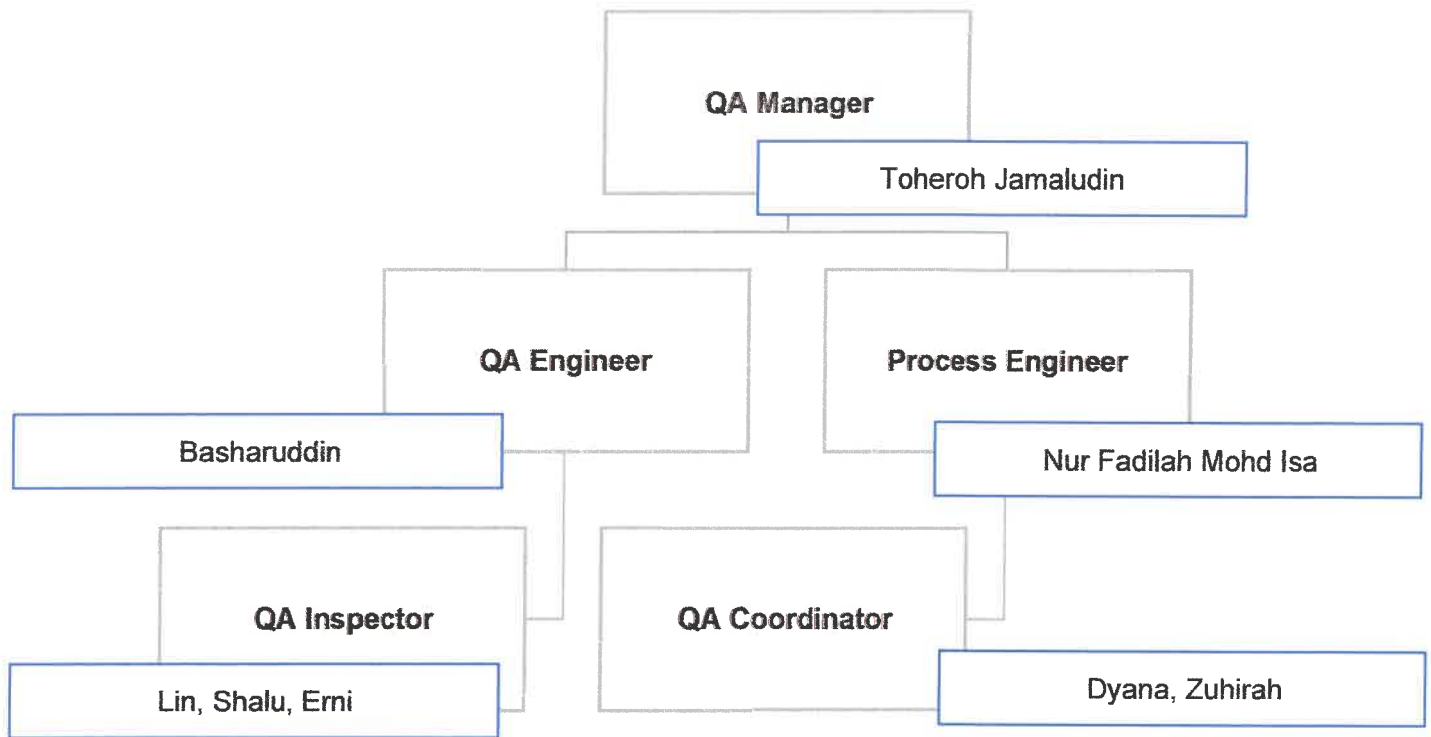 QA Manager
Toheroh Jamaludin
QA Engineer
Process Engineer
Basharuddin
Nur Fadilah Mohd Isa
QA Inspector
QA Coordinator
Lin, Shalu, Erni
Dyana, Zuhirah